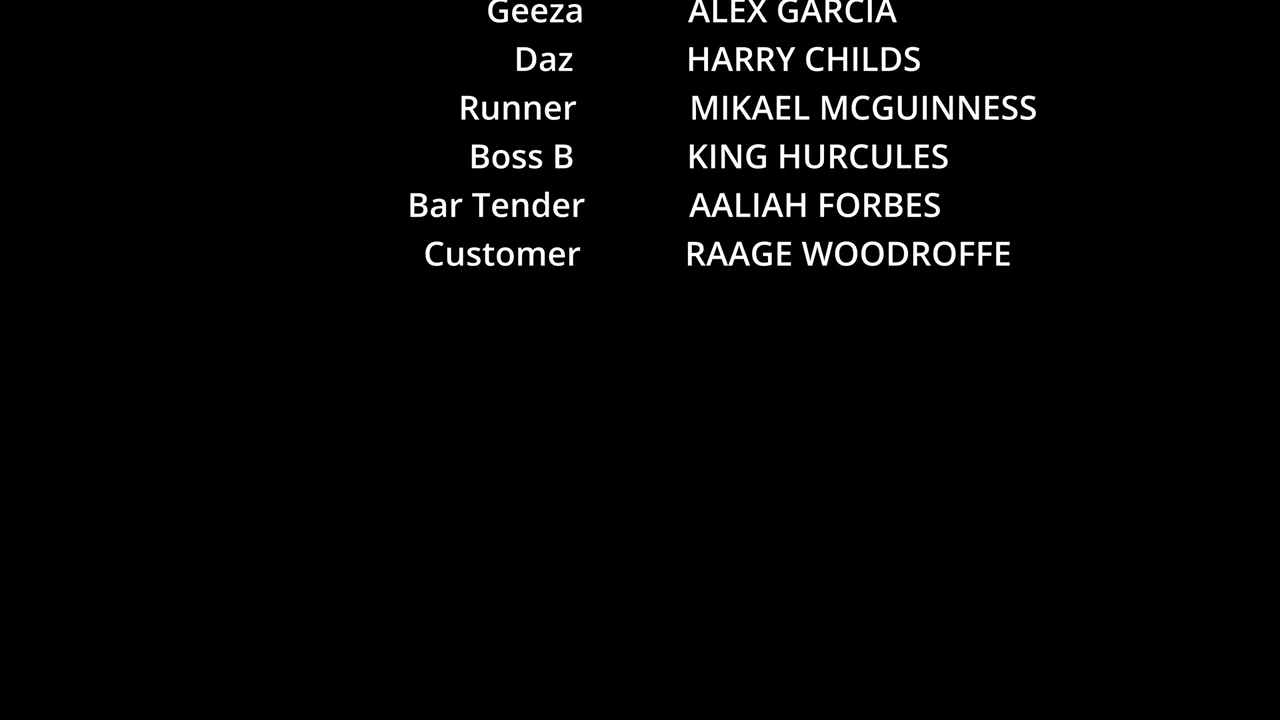 Geeza ALEX GARCIA
Daz HARRY CHILDS
Runner MIKAEL MCGUINNESS
Boss B KING HURCULES
Bar Tender AALIAH FORBES
Customer RAAGE WOODROFFE